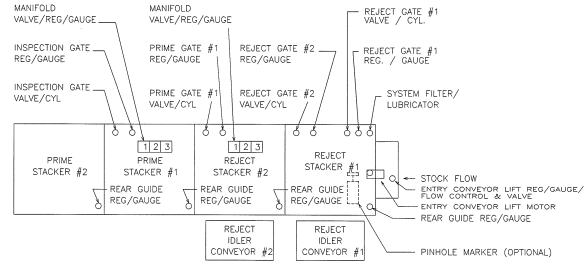 MANIFOLD
VALVE/REG/GAUGE
MANIFOLD
VALVE/REG/GAUGE
REJECT GATE #1
VALVE / CYL.
INSPECTION GATE
REG/GAUGE
PRIME GATE #1
REG/GAUGE
REJECT GATE #2
REG/GAUGE
REJECT GATE #1
REG. / GAUGE
INSPECTION GATE
VALVE/CYL
PRIME GATE #1
VALVE/CYL
REJECT GATE #2
VALVE/CYL
SYSTEM FILTER/
LUBRICATOR
1 2 3
1 2 3
PRIME
STACKER #2
PRIME
STACKER #1
REJECT
STACKER #2
REJECT
STACKER #1
STOCK FLOW
ENTRY CONVEYOR LIFT REG/GAUGE/
FLOW CONTROL & VALVE
ENTRY CONVEYOR LIFT MOTOR
REAR GUIDE REG/GAUGE
REAR GUIDE
REG/GAUGE
REAR GUIDE
REG/GAUGE
REAR GUIDE
REG/GAUGE
REJECT
IDLER
CONVEYOR #2
REJECT
IDLER
CONVEYOR #1
PINHOLE MARKER (OPTIONAL)